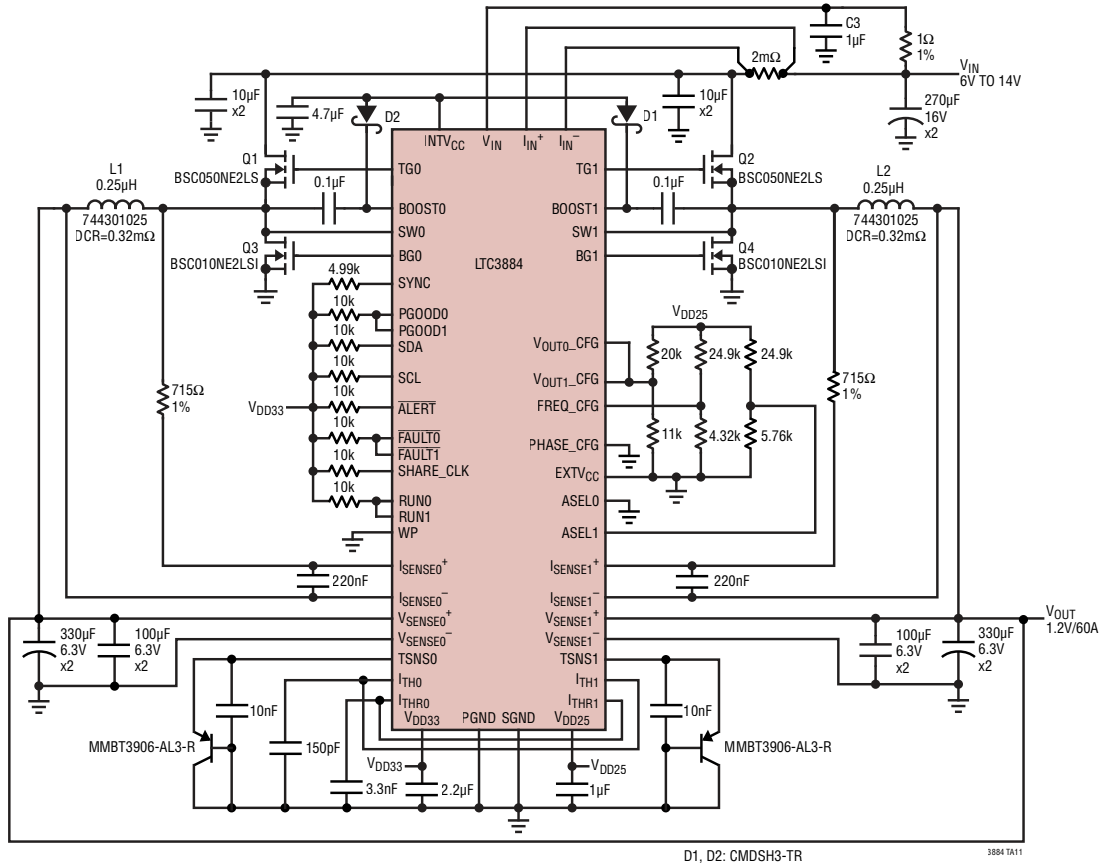 C3
1µF
1Ω
1%
2mΩ
VIN
6V TO 14V
10µF
x2
4.7µF
D2
10µF
x2
D1
270µF
16V
x2
INTVCC
VIN
IIN+
IIN−
Q1
BSC050NE2LS
TG0
TG1
Q2
BSC050NE2LS
L1
0.25µH
744301025
DCR=0.32mΩ
0.1µF
BOOST0
BOOST1
0.1µF
L2
0.25µH
744301025
DCR=0.32mΩ
SW0
SW1
Q3
BSC010NE2LSI
BG0
BG1
Q4
BSC010NE2LSI
LTC3884
4.99k
SYNC
10k
PGOOD0
PGOOD1
10k
SDA
10k
SCL
10k
VDD33
ALERT
10k
FAULT0
FAULT1
10k
SHARE_CLK
10k
RUN0
RUN1
WP
VDD25
VOUT0_CFG
VOUT1_CFG
FREQ_CFG
PHASE_CFG
EXTVCC
ASEL0
ASEL1
20k
24.9k
24.9k
11k
4.32k
5.76k
715Ω
1%
715Ω
1%
ISENSE0+
ISENSE1+
220nF
220nF
ISENSE0−
ISENSE1−
VSENSE0+
VSENSE1+
VSENSE0−
VSENSE1−
VOUT
1.2V/60A
330µF
6.3V
x2
100µF
6.3V
x2
100µF
6.3V
x2
330µF
6.3V
x2
TSNS0
TSNS1
ITH0
ITH1
ITHR0
ITHR1
VDD33
PGND
SGND
VDD25
10nF
10nF
MMBT3906-AL3-R
MMBT3906-AL3-R
150pF
3.3nF
VDD33
2.2µF
VDD25
1µF
D1, D2: CMDSH3-TR
3884 TA11